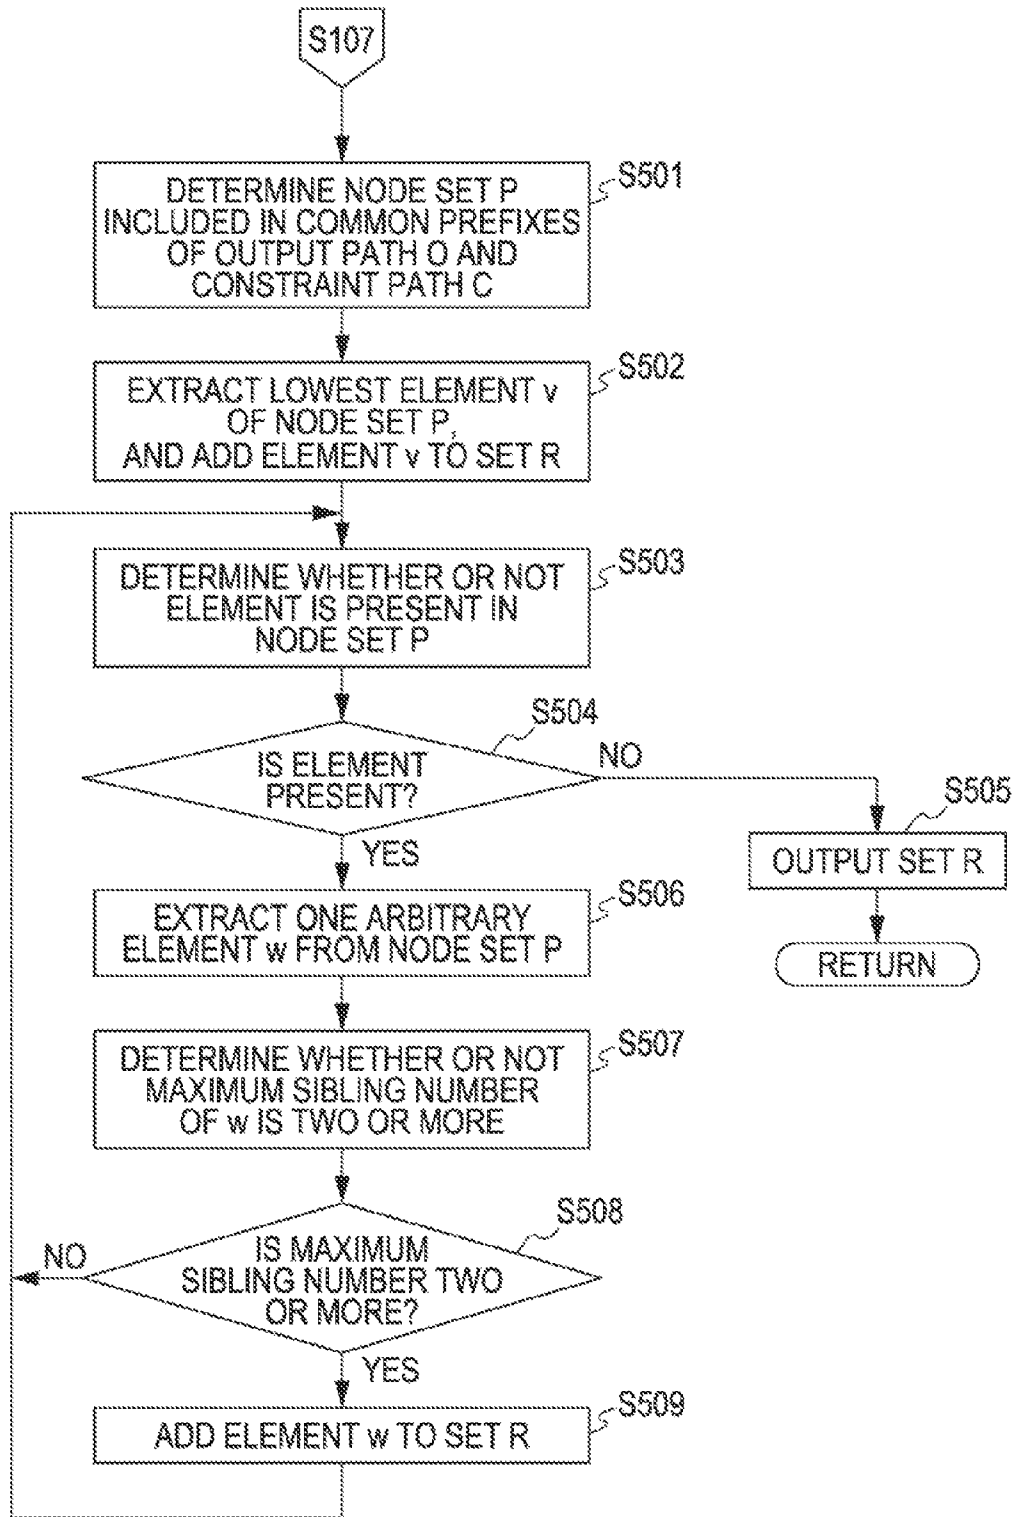 S107
S501
DETERMINE NODE SET P
INCLUDED IN COMMON PREFIXES
OF OUTPUT PATH O AND
CONSTRAINT PATH C
S502
EXTRACT LOWEST ELEMENT v
OF NODE SET P,
AND ADD ELEMENT v TO SET R
S503
DETERMINE WHETHER OR NOT
ELEMENT IS PRESENT IN
NODE SET P
S504
IS ELEMENT
PRESENT?
NO
YES
S505
OUTPUT SET R
RETURN
S506
EXTRACT ONE ARBITRARY
ELEMENT w FROM NODE SET P
S507
DETERMINE WHETHER OR NOT
MAXIMUM SIBLING NUMBER
OF w IS TWO OR MORE
S508
IS MAXIMUM
SIBLING NUMBER TWO
OR MORE?
NO
YES
S509
ADD ELEMENT w TO SET R